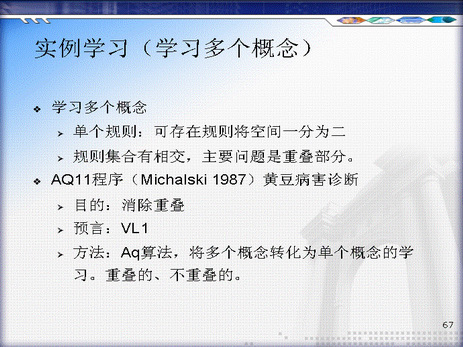 实例学习（学习多个概念）
学习多个概念
单个规则：可存在规则将空间一分为二
规则集合有相交，主要问题是重叠部分。
AQ11程序（Michalski 1987）黄豆病害诊断
目的：消除重叠
预言：VL1
方法：Aq算法，将多个概念转化为单个概念的学
习。重叠的、不重叠的。
67